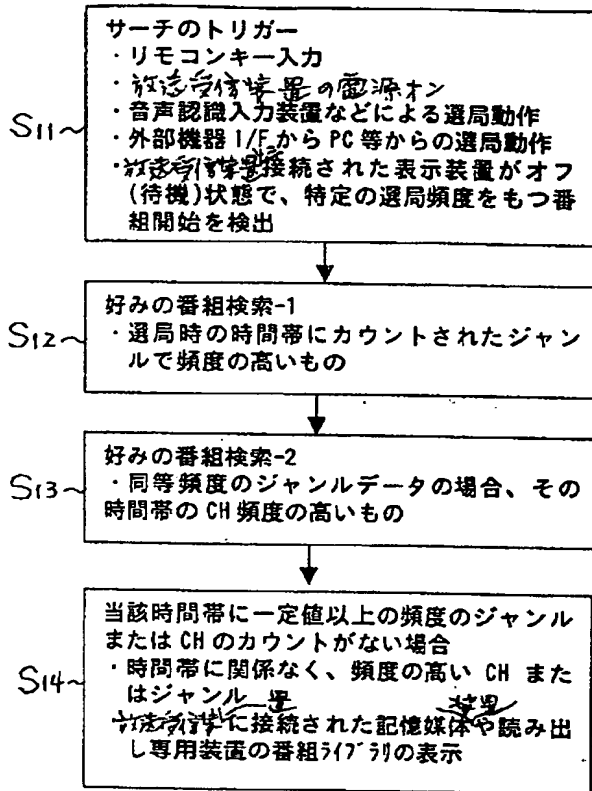 サーチのトリガー
・リモコンキー入力
・放送受信装置の電源オン
S11~
・音声認識入力装置などによる選局動作
・外部機器 I/F から PC 等からの選局動作
・放送受信装置に接続された表示装置がオフ
(待機)状態で、特定の選局頻度をもつ番
組開始を検出
好みの番組検索-1
S12~
・選局時の時間帯にカウントされたジャン
ルで頻度の高いもの
好みの番組検索-2
S13~
・同等頻度のジャンルデータの場合、その
時間帯の CH 頻度の高いもの
当該時間帯に一定値以上の頻度のジャンル
または CH のカウントがない場合
・時間帯に関係なく、頻度の高い CH また
S14~
はジャンル
放送受信装置に接続された記憶媒体や読み出
し専用装置の番組ライブラリの表示